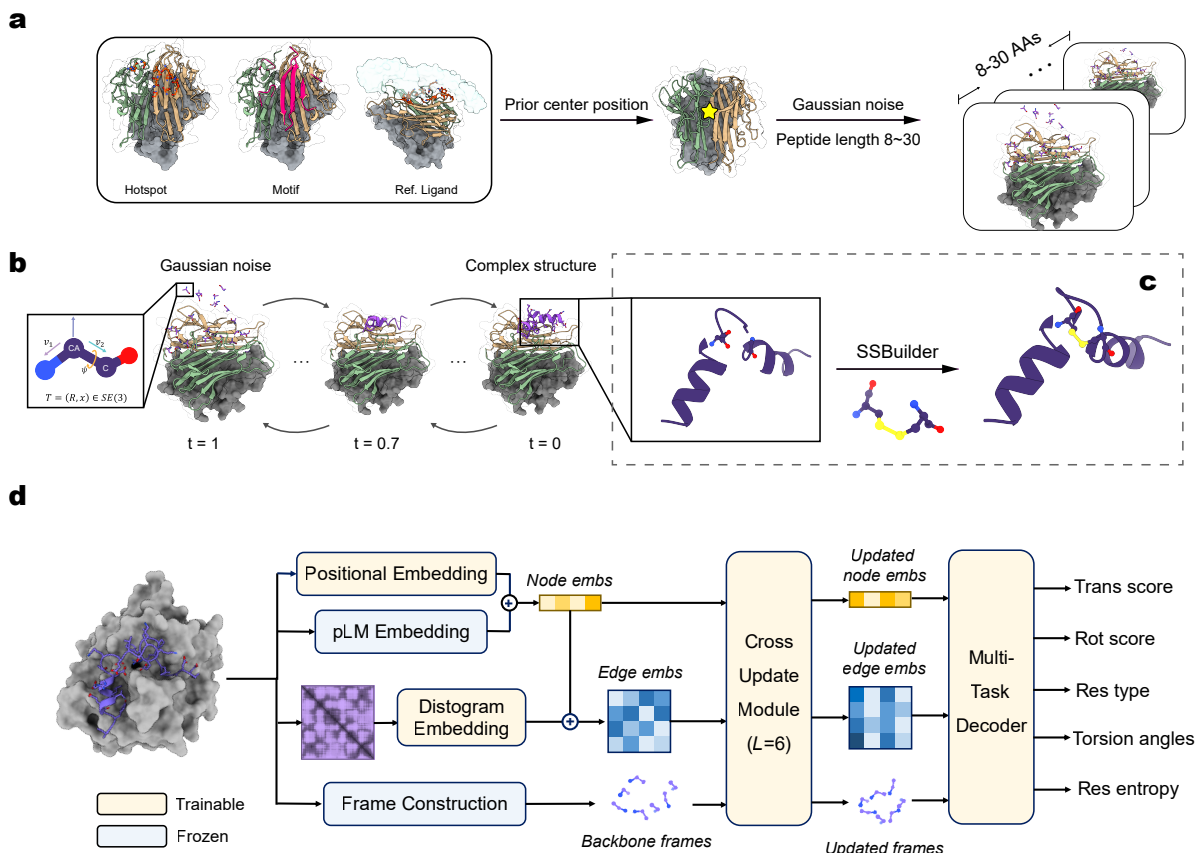 a
8-30 AAs
Hotspot
Motif
Ref. Ligand
Prior center position
Gaussian noise
Peptide length 8~30
b
Gaussian noise
Complex structure
c
v₁
CA
v₂
ψ
C
T = (R, x) ∈ SE(3)
...
...
SSBuilder
t = 1
t = 0.7
t = 0
d
Positional Embedding
pLM Embedding
Distogram
Embedding
Frame Construction
Node embs
Edge embs
Backbone frames
Cross
Update
Module
(L=6)
Updated
node embs
Updated
edge embs
Updated frames
Multi-
Task
Decoder
Trans score
Rot score
Res type
Torsion angles
Res entropy
Trainable
Frozen